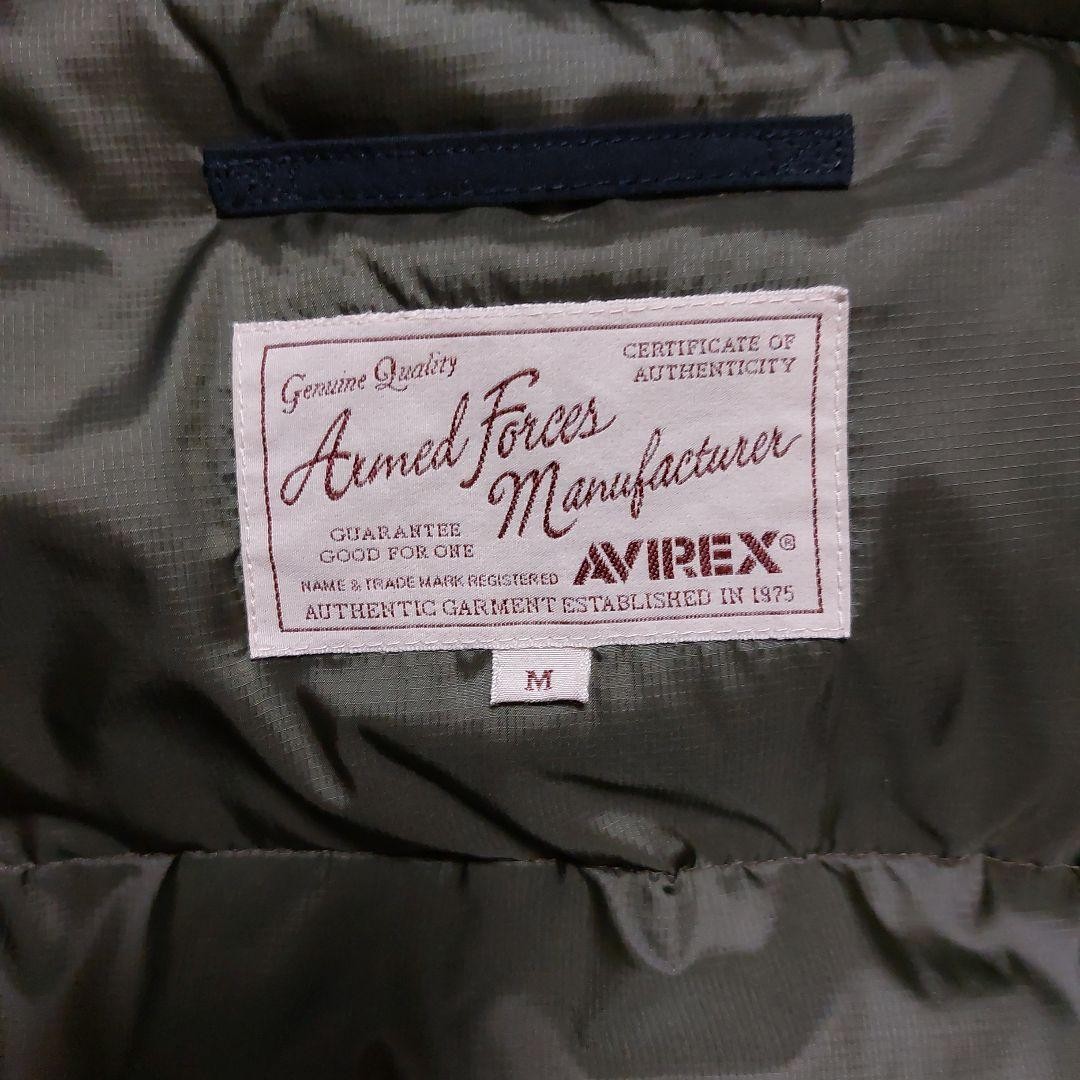 Genuine Quality
CERTIFICATE OF
AUTHENTICITY
Armed Forces
Manufacturer
GUARANTEE
GOOD FOR ONE
NAME & TRADE MARK REGISTERED
AVIREX®
AUTHENTIC GARMENT ESTABLISHED IN 1975
M